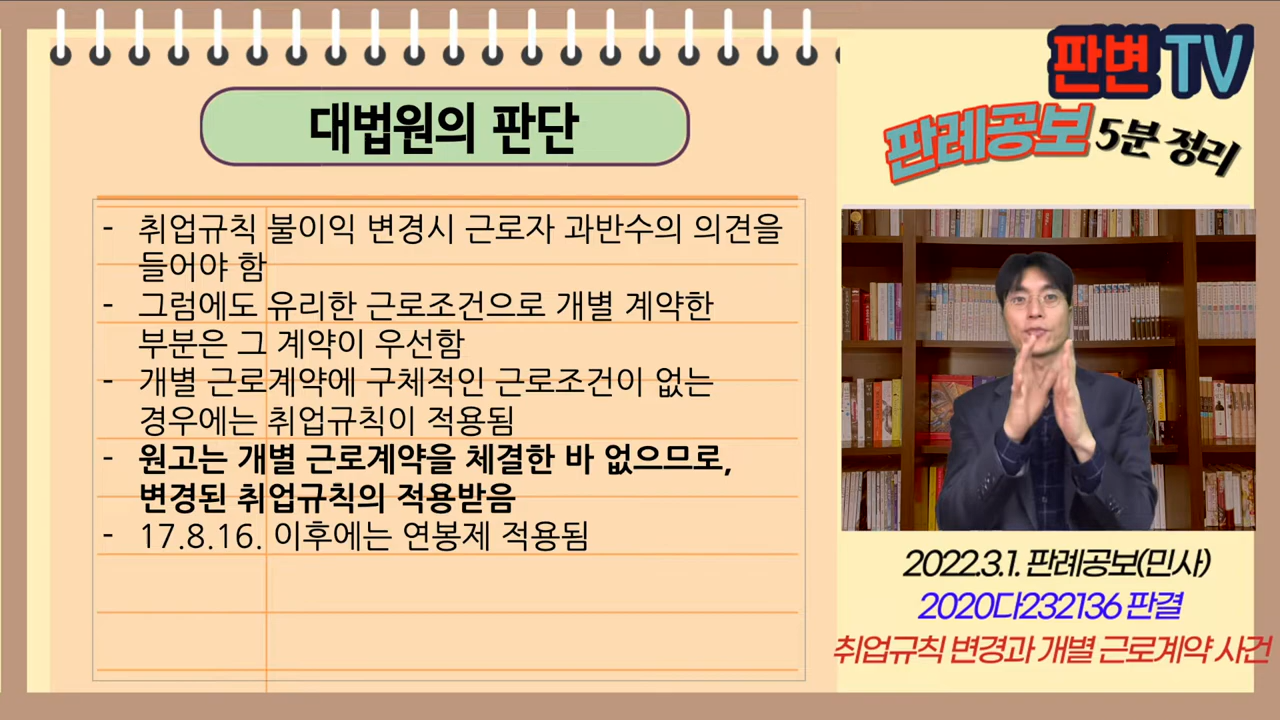 대법원의 판단
- 취업규칙 불이익 변경시 근로자 과반수의 의견을
들어야 함
- 그럼에도 유리한 근로조건으로 개별 계약한
부분은 그 계약이 우선함
- 개별 근로계약에 구체적인 근로조건이 없는
경우에는 취업규칙이 적용됨
- 원고는 개별 근로계약을 체결한 바 없으므로,
변경된 취업규칙의 적용받음
- 17.8.16. 이후에는 연봉제 적용됨
판변 TV
판례공보 5분 정리
2022.3.1. 판례공보(민사)
2020다232136 판결
취업규칙 변경과 개별 근로계약 사건